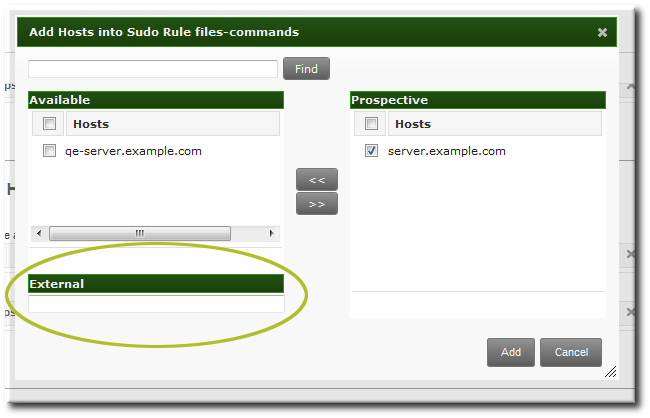 Add Hosts into Sudo Rule files-commands
Find
Available
Hosts
qe-server.example.com
<<
>>
Prospective
Hosts
server.example.com
External
Add
Cancel